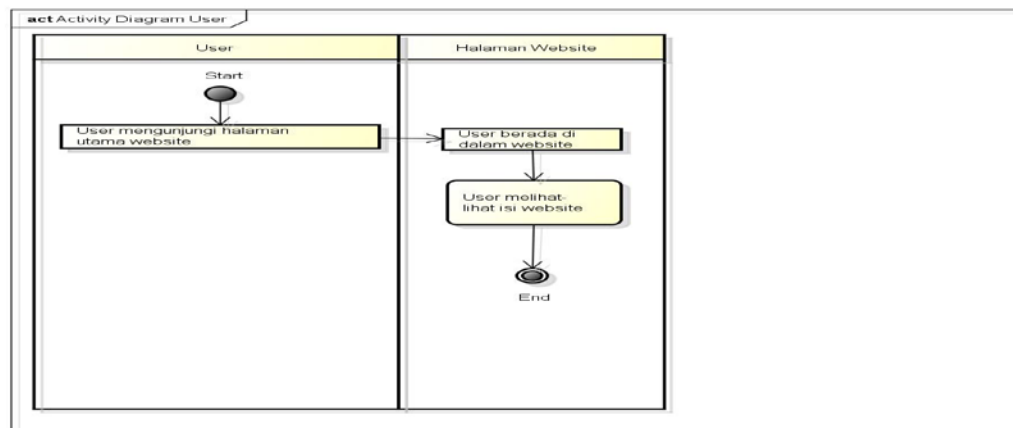 act Activity Diagram User
User
Halaman Website
Start
User mengunjungi halaman
utama website
User berada di
dalam website
User melihat-
lihat isi website
End